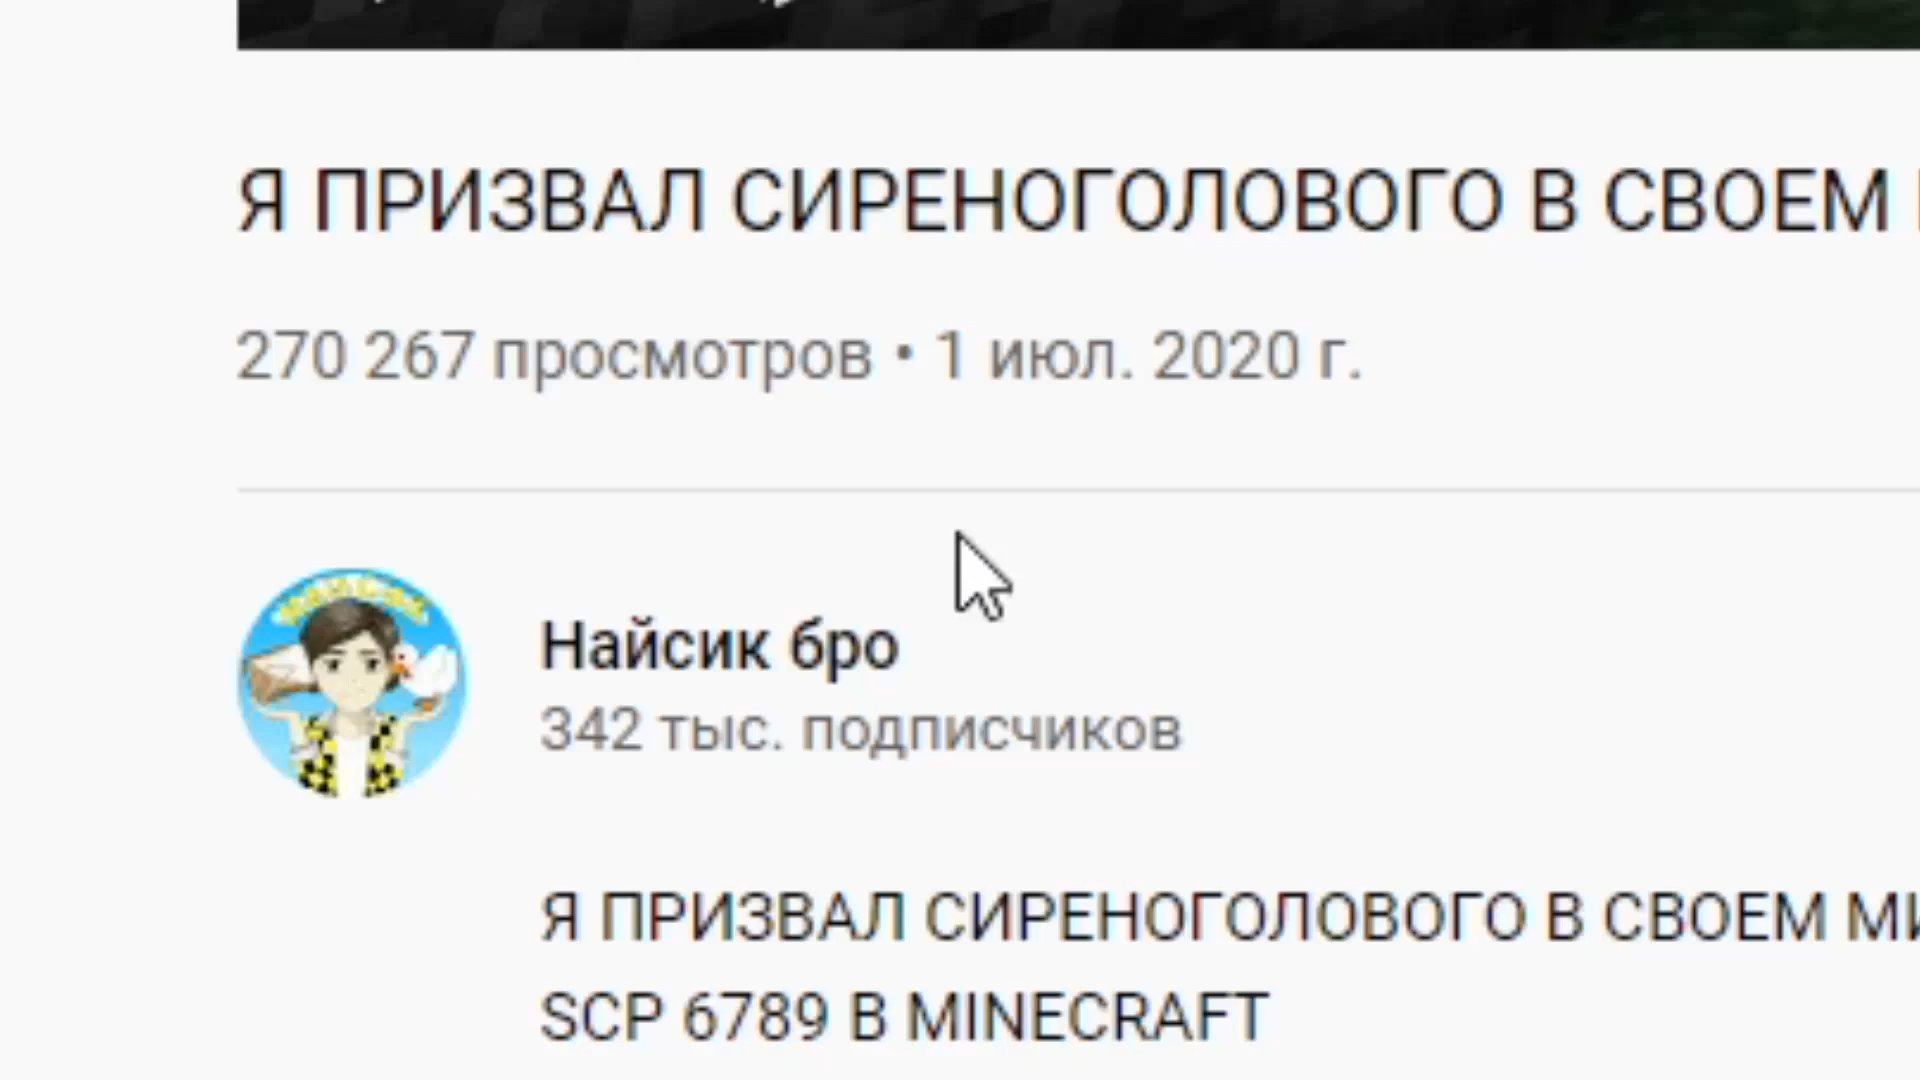 Я ПРИЗВАЛ СИРЕНОГОЛОВОГО В СВОЕМ
270 267 просмотров • 1 июл. 2020 г.
Найсик бро
342 тыс. подписчиков
Я ПРИЗВАЛ СИРЕНОГОЛОВОГО В СВОЕМ МИ
SCP 6789 В MINECRAFT